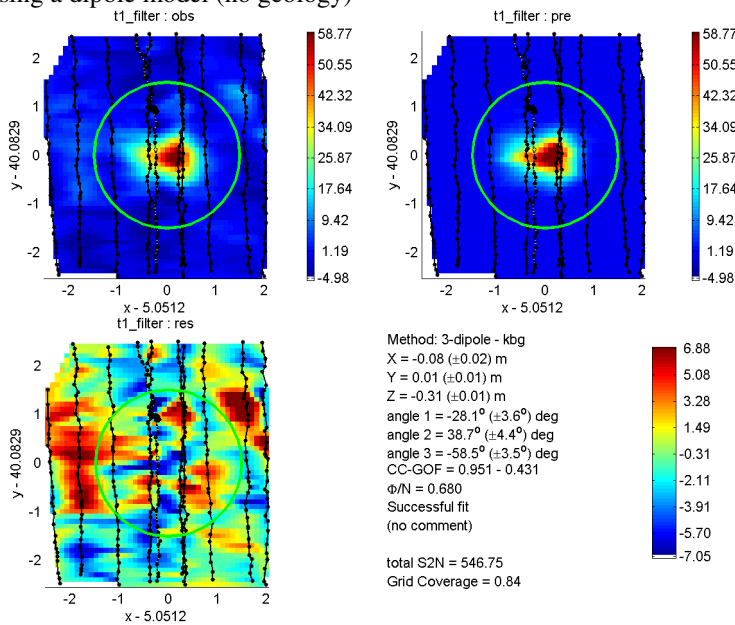 sing a dipole model (no geology)
t1_filter : obs
t1_filter : pre
2
1
0
-1
-2
y - 40.0829
-2
-1
0
1
2
x - 5.0512
58.77
50.55
42.32
34.09
25.87
17.64
9.42
1.19
-4.98
2
1
0
-1
-2
y - 40.0829
-2
-1
0
1
2
x - 5.0512
58.77
50.55
42.32
34.09
25.87
17.64
9.42
1.19
-4.98
t1_filter : res
2
1
0
-1
-2
y - 40.0829
-2
-1
0
1
2
x - 5.0512
Method: 3-dipole - kbg
X = -0.08 (±0.02) m
Y = 0.01 (±0.01) m
Z = -0.31 (±0.01) m
angle 1 = -28.1° (±3.6°) deg
angle 2 = 38.7° (±4.4°) deg
angle 3 = -58.5° (±3.5°) deg
CC-GOF = 0.951 - 0.431
Φ/N = 0.680
Successful fit
(no comment)
total S2N = 546.75
Grid Coverage = 0.84
6.88
5.08
3.28
1.49
-0.31
-2.11
-3.91
-5.70
-7.05